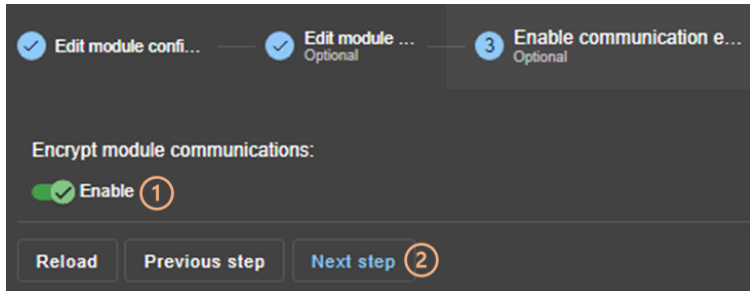 Edit module confi...
Edit module ...
Optional
3
Enable communication e...
Optional
Encrypt module communications:
Enable 1
Reload Previous step Next step 2